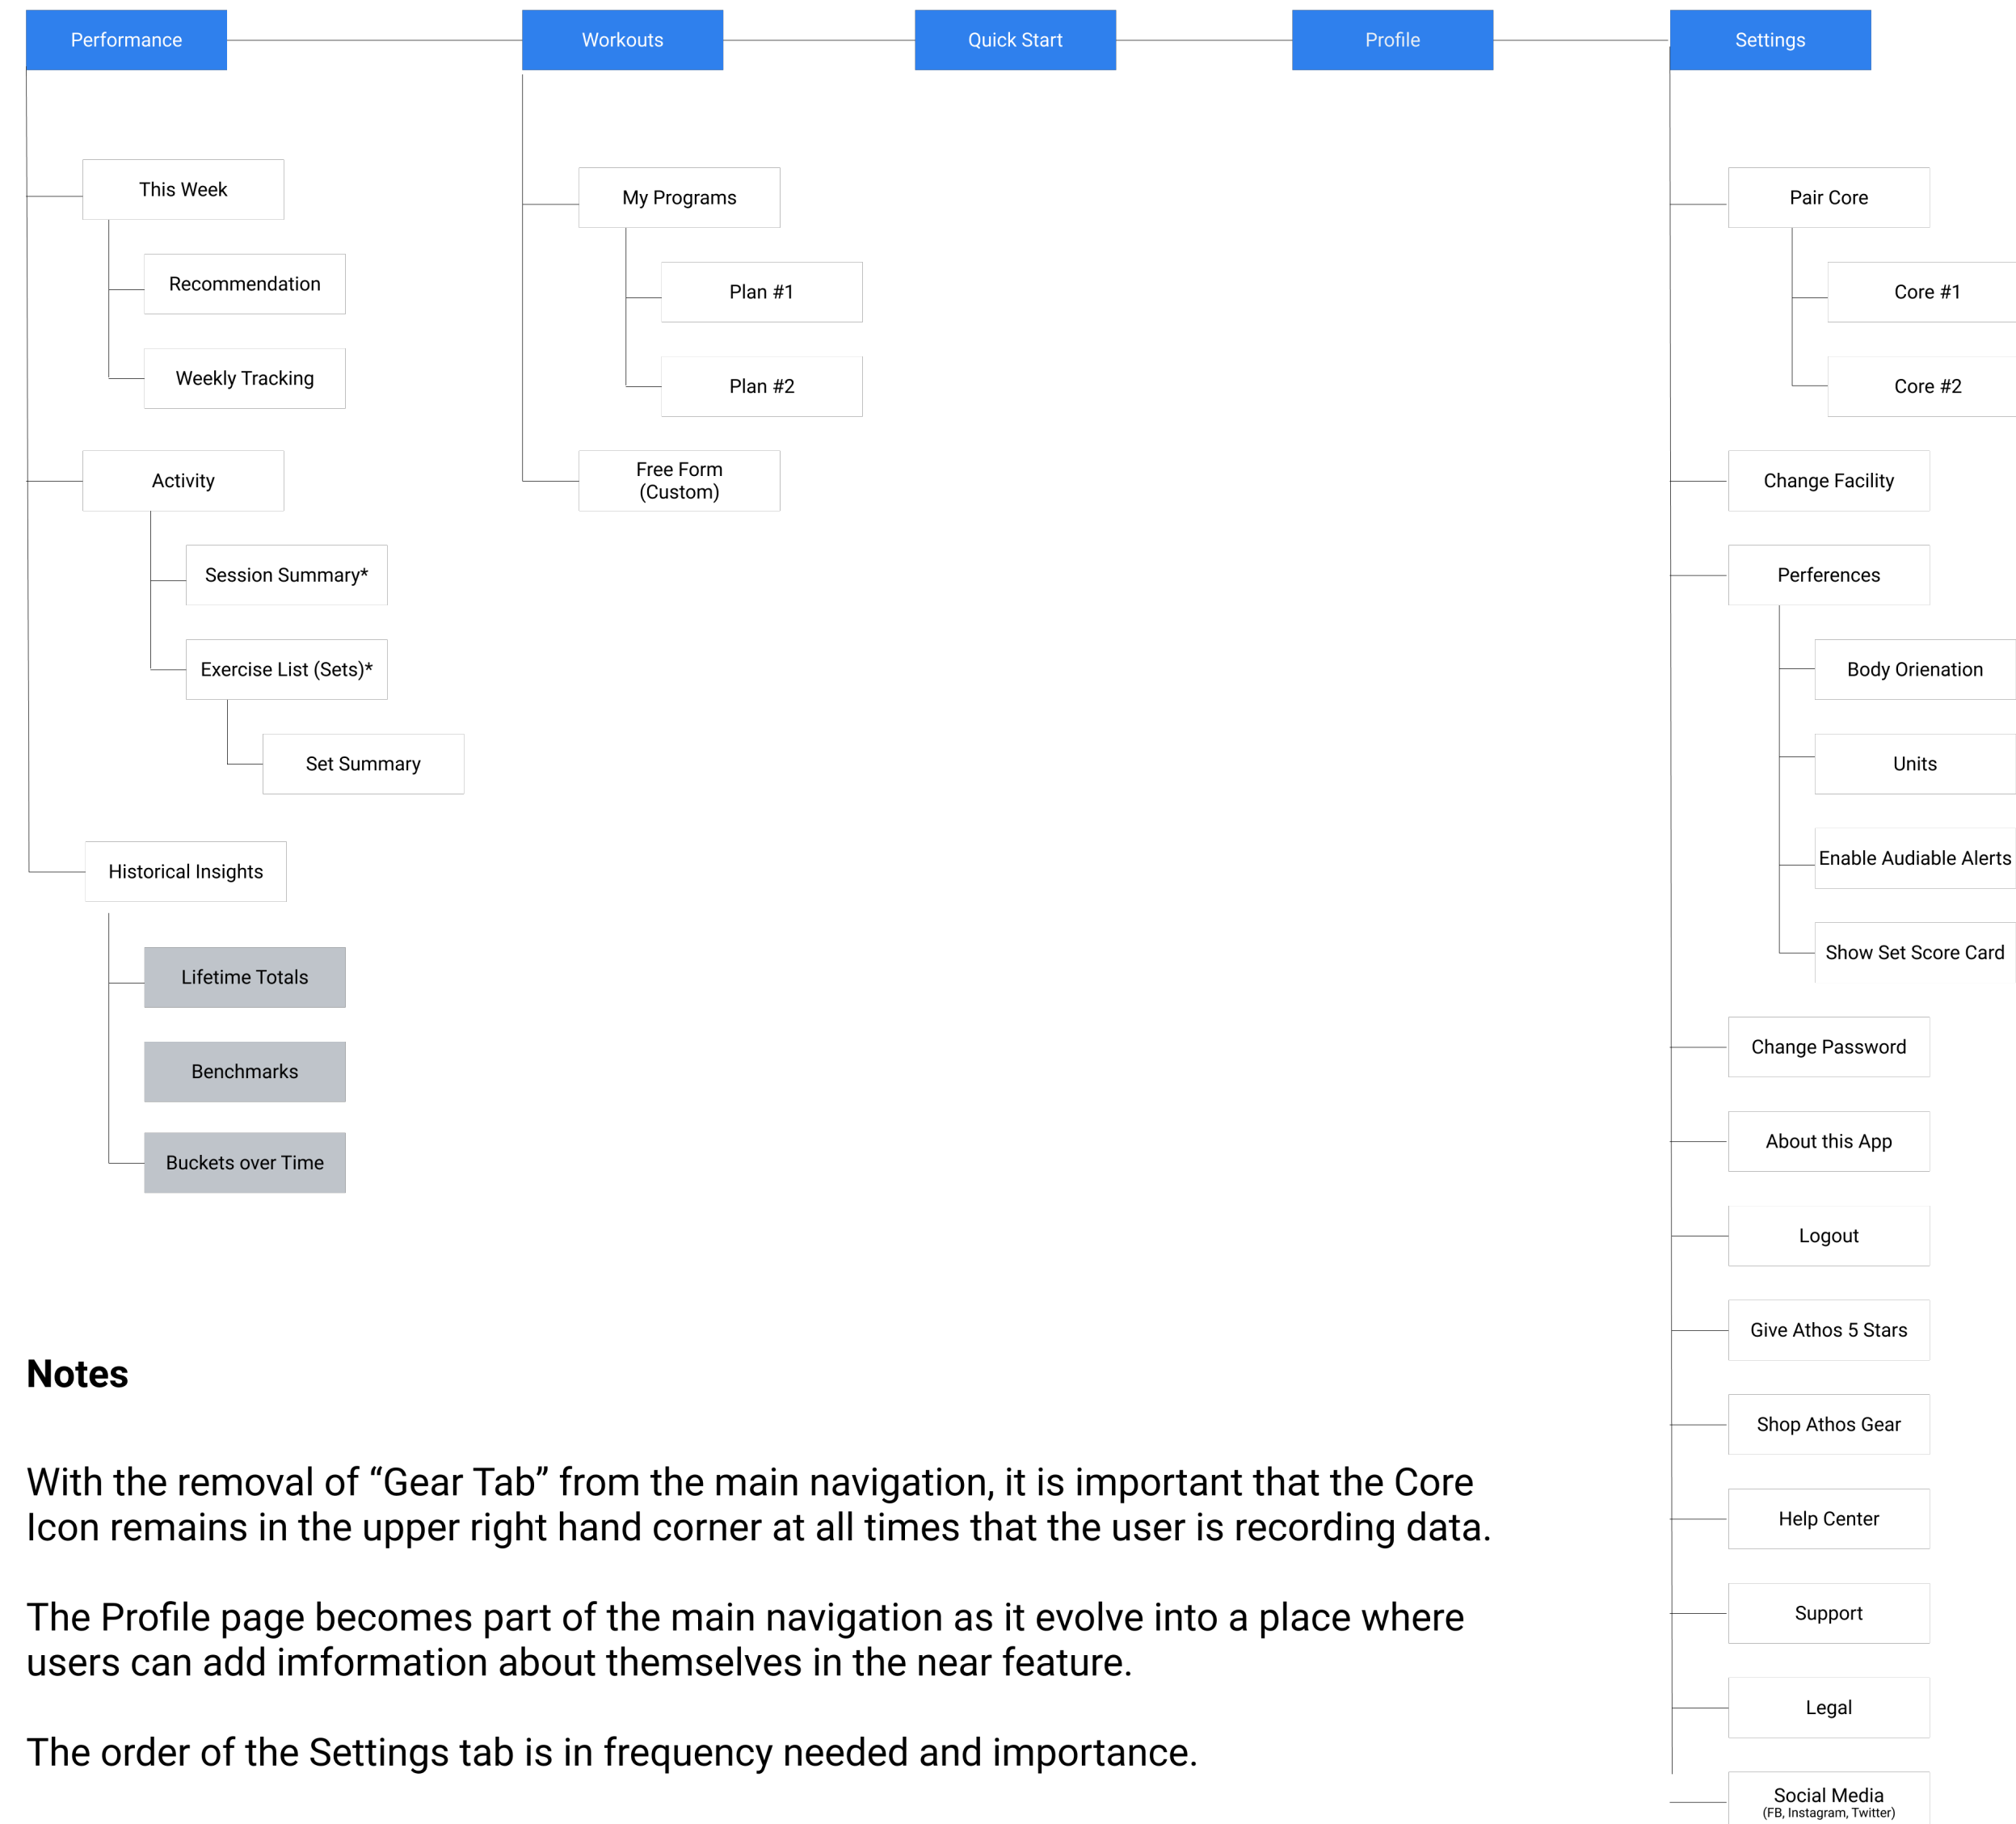 Performance
Workouts
Quick Start
Profile
Settings
This Week
Recommendation
Weekly Tracking
Activity
Session Summary*
Exercise List (Sets)*
Set Summary
Historical Insights
Lifetime Totals
Benchmarks
Buckets over Time
My Programs
Plan #1
Plan #2
Free Form
(Custom)
Pair Core
Core #1
Core #2
Change Facility
Perferences
Body Orienation
Units
Enable Audiable Alerts
Show Set Score Card
Change Password
About this App
Logout
Give Athos 5 Stars
Shop Athos Gear
Help Center
Support
Legal
Social Media
(FB, Instagram, Twitter)
Notes
With the removal of “Gear Tab” from the main navigation, it is important that the Core
Icon remains in the upper right hand corner at all times that the user is recording data.
The Profile page becomes part of the main navigation as it evolve into a place where
users can add imformation about themselves in the near feature.
The order of the Settings tab is in frequency needed and importance.